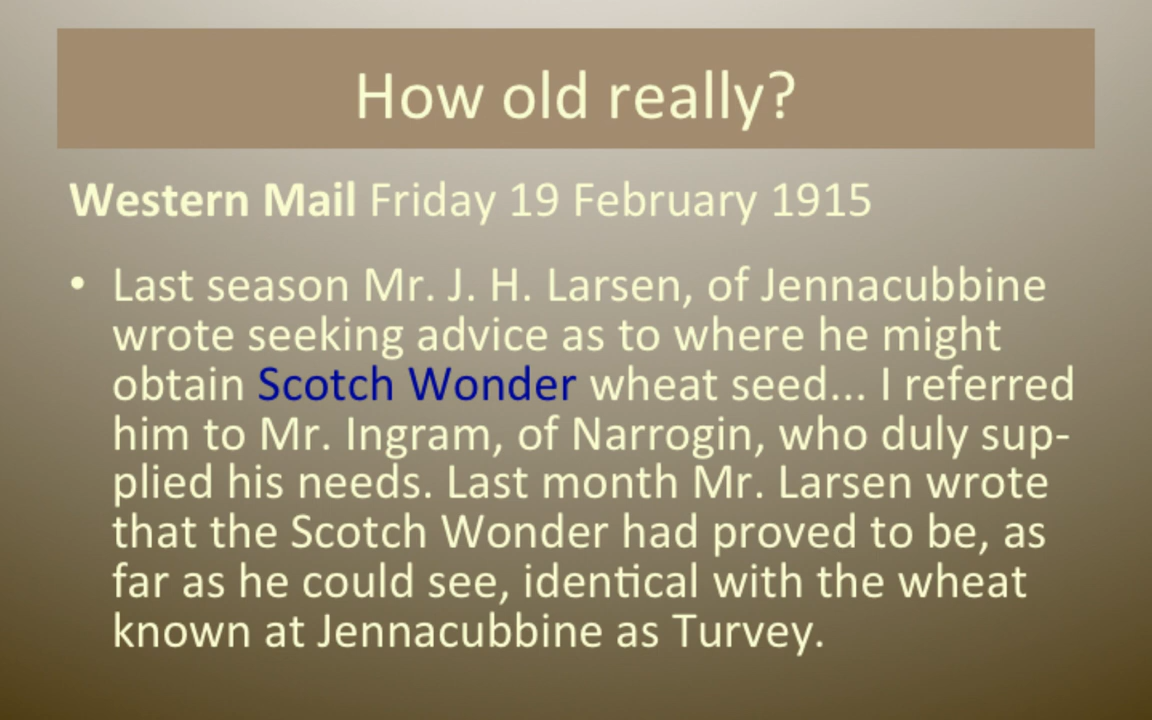 How old really?
Western Mail Friday 19 February 1915
• Last season Mr. J. H. Larsen, of Jennacubbine
wrote seeking advice as to where he might
obtain Scotch Wonder wheat seed... I referred
him to Mr. Ingram, of Narrogin, who duly sup-
plied his needs. Last month Mr. Larsen wrote
that the Scotch Wonder had proved to be, as
far as he could see, identical with the wheat
known at Jennacubbine as Turvey.